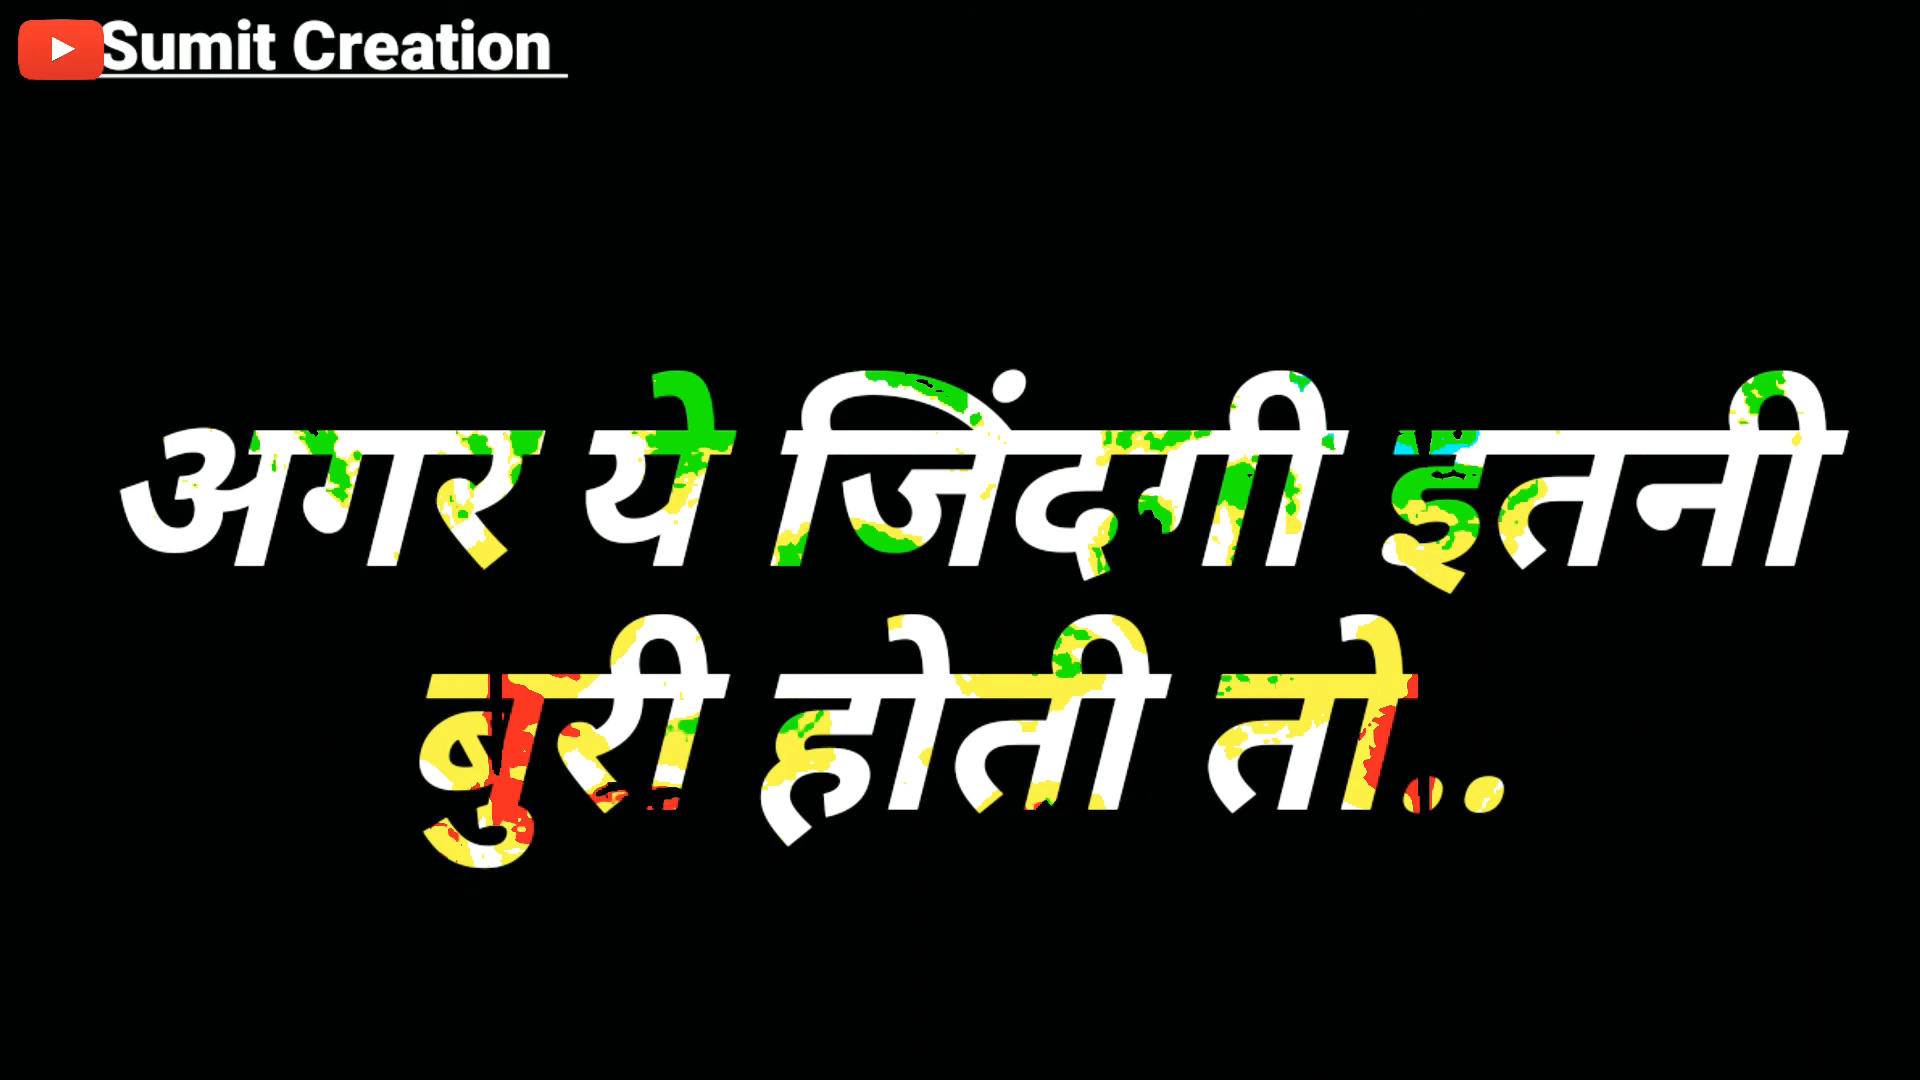 Sumit Creation
अगर ये जिंदगी इतनी
बुरी होती तो..